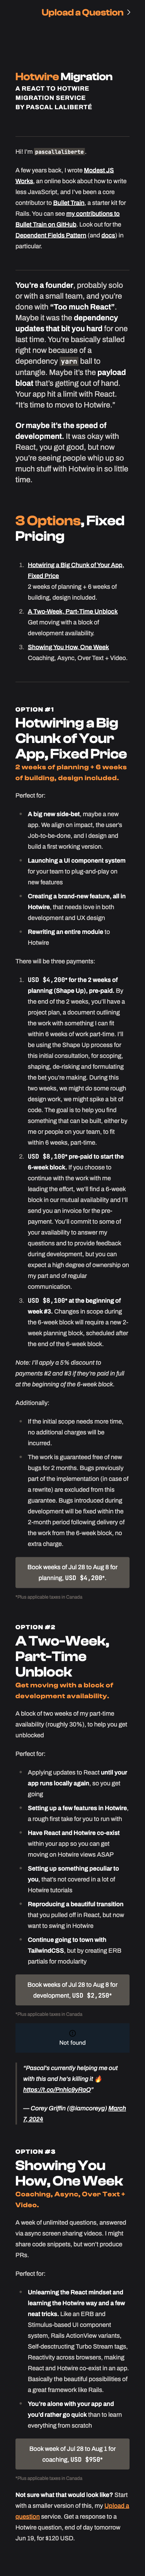 Upload a Question >
Hotwire Migration
A REACT TO HOTWIRE
MIGRATION SERVICE
BY PASCAL LALIBERTÉ
Hi! I'm pascallaliberte.
A few years back, I wrote Modest JS
Works, an online book about how to write
less JavaScript, and I've been a core
contributor to Bullet Train, a starter kit for
Rails. You can see my contributions to
Bullet Train on GitHub. Look out for the
Dependent Fields Pattern (and docs) in
particular.
You're a founder, probably solo
or with a small team, and you're
done with "Too much React".
Maybe it was the dependency
updates that bit you hard for one
last time. You're basically stalled
right now because of a
dependency yarn ball to
untangle. Maybe it's the payload
bloat that's getting out of hand.
Your app hit a limit with React.
"It's time to move to Hotwire."
Or maybe it's the speed of
development. It was okay with
React, you got good at it, but now
you're seeing people whip up so
much stuff with Hotwire in so little
time.
3 Options, Fixed
Pricing
1. Hotwiring a Big Chunk of Your App,
Fixed Price
2 weeks of planning + 6 weeks of
building, design included.
2. A Two-Week, Part-Time Unblock
Get moving with a block of
development availability.
3. Showing You How, One Week
Coaching, Async, Over Text + Video.
OPTION #1
Hotwiring a Big
Chunk of Your
App, Fixed Price
2 weeks of planning + 6 weeks
of building, design included.
Perfect for:
A big new side-bet, maybe a new
app. We align on impact, the user's
Job-to-be-done, and I design and
build a first working version.
Launching a UI component system
for your team to plug-and-play on
new features
Creating a brand-new feature, all in
Hotwire, that needs love in both
development and UX design
Rewriting an entire module to
Hotwire
There will be three payments:
1. USD $4,200* for the 2 weeks of
planning (Shape Up), pre-paid. By
the end of the 2 weeks, you'll have a
project plan, a document outlining
the work with something I can fit
within 6 weeks of work part-time. I'll
be using the Shape Up process for
this initial consultation, for scoping,
shaping, de-risking and formulating
the bet you're making. During this
two weeks, we might do some rough
design work, we might spike a bit of
code. The goal is to help you find
something that can be built, either by
me or people on your team, to fit
within 6 weeks, part-time.
2. USD $8,100* pre-paid to start the
6-week block. If you choose to
continue with the work with me
leading the effort, we'll find a 6-week
block in our mutual availability and I'll
send you an invoice for the pre-
payment. You'll commit to some of
your availability to answer my
questions and to provide feedback
during development, but you can
expect a high degree of ownership on
my part and of regular
communication.
3. USD $8,100* at the beginning of
week #3. Changes in scope during
the 6-week block will require a new 2-
week planning block, scheduled after
the end of the 6-week block.
Note: I'll apply a 5% discount to
payments #2 and #3 if they're paid in full
at the beginning of the 6-week block.
Additionally:
If the initial scope needs more time,
no additional charges will be
incurred.
The work is guaranteed free of new
bugs for 2 months. Bugs previously
part of the implementation (in case of
a rewrite) are excluded from this
guarantee. Bugs introduced during
development will be fixed within the
2-month period following delivery of
the work from the 6-week block, no
extra charge.
Book weeks of Jul 28 to Aug 8 for
planning, USD $4,200*.
*Plus applicable taxes in Canada
OPTION #2
A Two-Week,
Part-Time
Unblock
Get moving with a block of
development availability.
A block of two weeks of my part-time
availability (roughly 30%), to help you get
unblocked
Perfect for:
Applying updates to React until your
app runs locally again, so you get
going
Setting up a few features in Hotwire,
a rough first take for you to run with
Have React and Hotwire co-exist
within your app so you can get
moving on Hotwire views ASAP
Setting up something peculiar to
you, that's not covered in a lot of
Hotwire tutorials
Reproducing a beautiful transition
that you pulled off in React, but now
want to swing in Hotwire
Continue going to town with
TailwindCSS, but by creating ERB
partials for modularity
Book weeks of Jul 28 to Aug 8 for
development, USD $2,250*
*Plus applicable taxes in Canada
Not found
"Pascal's currently helping me out
with this and he's killing it 🔥
https://t.co/Pnhlc9yRqO"
— Corey Griffin (@iamcoreyg) March
7, 2024
OPTION #3
Showing You
How, One Week
Coaching, Async, Over Text +
Video.
A week of unlimited questions, answered
via async screen sharing videos. I might
share code snippets, but won't produce
PRs.
Perfect for:
Unlearning the React mindset and
learning the Hotwire way and a few
neat tricks. Like an ERB and
Stimulus-based UI component
system, Rails ActionView variants,
Self-desctructing Turbo Stream tags,
Reactivity across browsers, making
React and Hotwire co-exist in an app.
Basically the beautiful possibilities of
a great framework like Rails.
You're alone with your app and
you'd rather go quick than to learn
everything from scratch
Book week of Jul 28 to Aug 1 for
coaching, USD $950*
*Plus applicable taxes in Canada
Not sure what that would look like? Start
with a smaller version of this, my Upload a
question service. Get a response to a
Hotwire question, end of day tomorrow
Jun 19, for $120 USD.